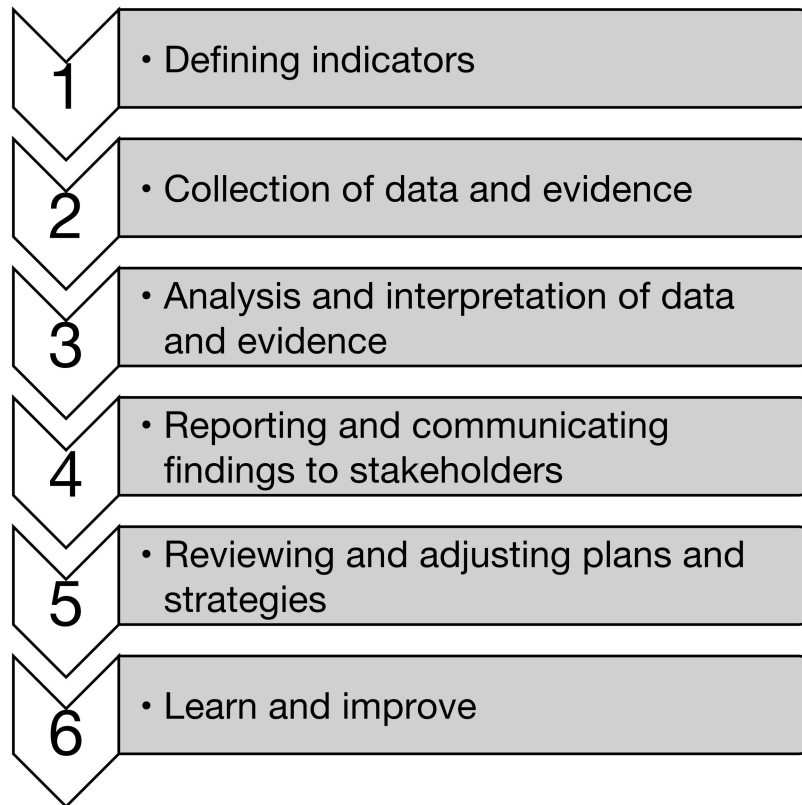 1
• Defining indicators
2
• Collection of data and evidence
3
• Analysis and interpretation of data
and evidence
4
• Reporting and communicating
findings to stakeholders
5
• Reviewing and adjusting plans and
strategies
6
• Learn and improve